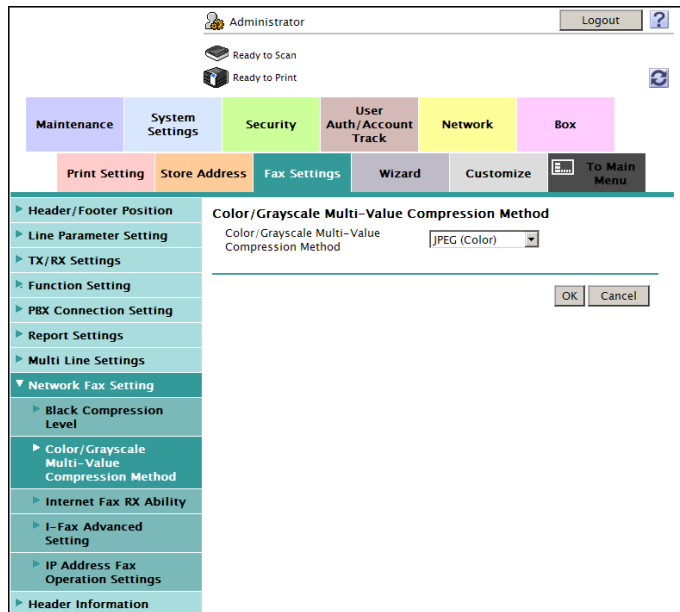 Administrator
Logout
?
Ready to Scan
Ready to Print
Maintenance
System
Settings
Security
User
Auth/Account
Track
Network
Box
Print Setting
Store Address
Fax Settings
Wizard
Customize
To Main
Menu
Header/Footer Position
Line Parameter Setting
TX/RX Settings
Function Setting
PBX Connection Setting
Report Settings
Multi Line Settings
Network Fax Setting
Black Compression
Level
Color/Grayscale
Multi-Value
Compression Method
Internet Fax RX Ability
I-Fax Advanced
Setting
IP Address Fax
Operation Settings
Header Information
Color/Grayscale Multi-Value Compression Method
Color/Grayscale Multi-Value
Compression Method
JPEG (Color)
OK
Cancel